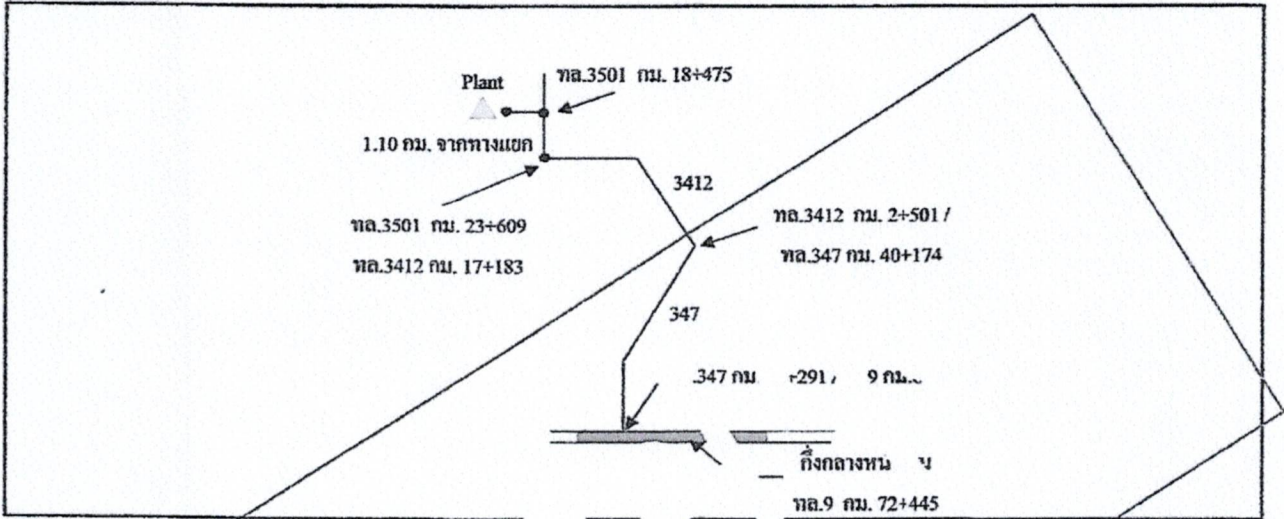 Plant
ทล.3501 กม. 18+475
1.10 กม. จากทางแยก
3412
ทล.3501 กม. 23+609
ทล.3412 กม. 17+183
ทล.3412 กม. 2+501 /
ทล.347 กม. 40+174
347
347 กม +291 / 9 กม.
กึ่งกลาง
ทล.9 กม. 72+445